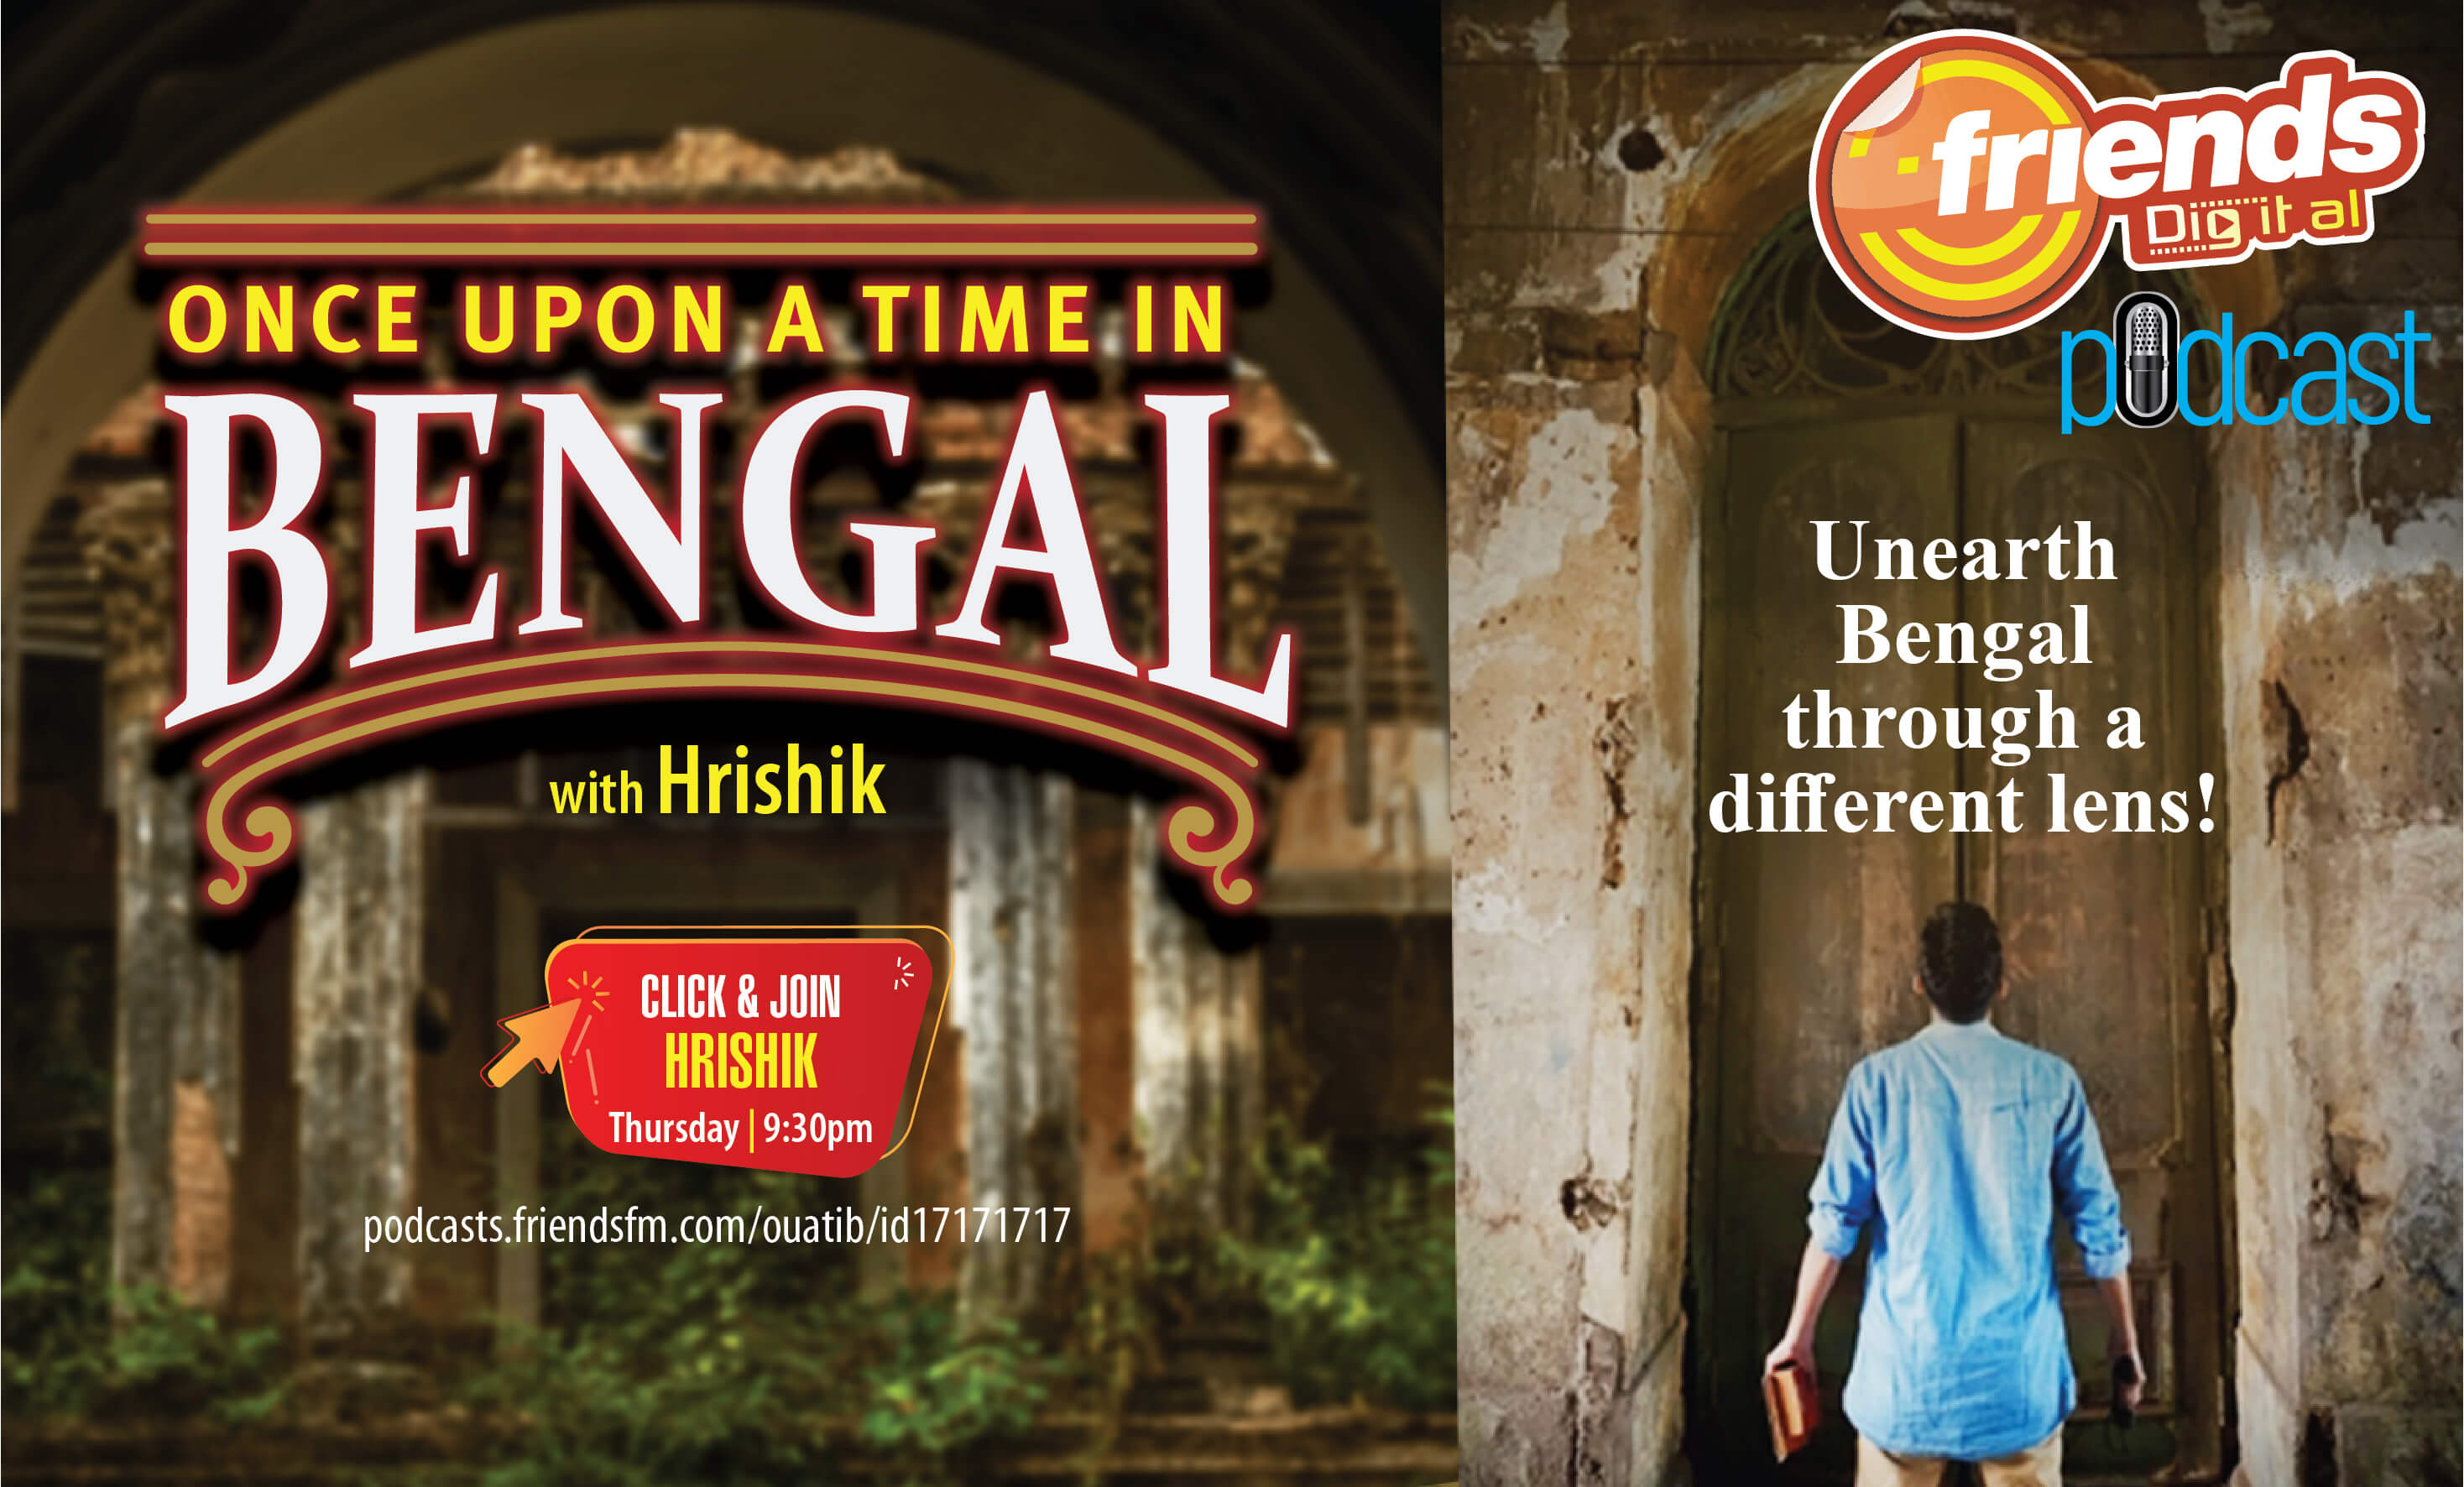 ONCE UPON A TIME IN
BENGAL
with Hrishik
CLICK & JOIN
HRISHIK
Thursday | 9:30pm
podcasts.friendsfm.com/ouatib/id17171717
friends
Digital
podcast
Unearth
Bengal
through a
different lens!